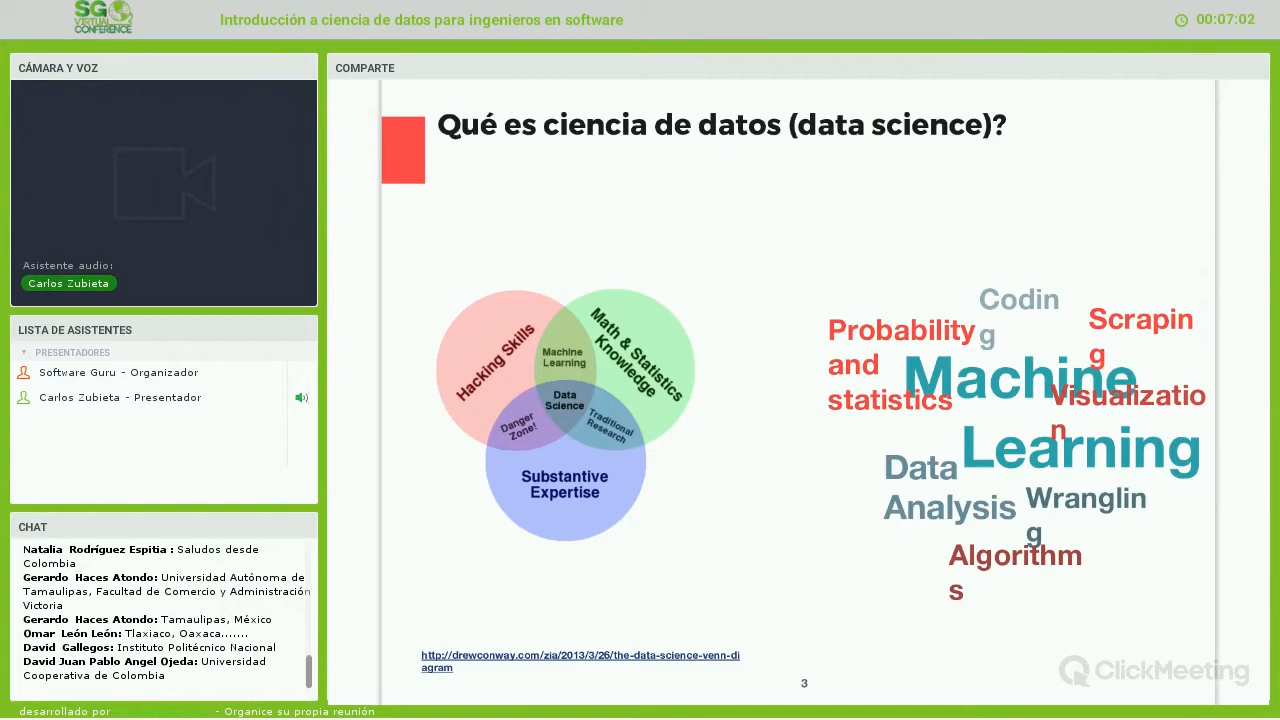 SG
VIRTUAL
CONFERENCE
Introducción a ciencia de datos para ingenieros en software
00:07:02
CÁMARA Y VOZ
Asistente audio:
Carlos Zubieta
LISTA DE ASISTENTES
PRESENTADORES
Software Guru - Organizador
Carlos Zubieta - Presentador
CHAT
Natalia Rodríguez Espitia : Saludos desde
Colombia
Gerardo Haces Atondo: Universidad Autónoma de
Tamaulipas, Facultad de Comercio y Administración
Victoria
Gerardo Haces Atondo: Tamaulipas, México
Omar León León: Tlaxiaco, Oaxaca.......
David Gallegos: Instituto Politécnico Nacional
David Juan Pablo Angel Ojeda: Universidad
Cooperativa de Colombia
desarrollado por
- Organice su propia reunión
COMPARTE
Qué es ciencia de datos (data science)?
Hacking Skills
Math & Statistics
Knowledge
Machine
Learning
Data
Science
Danger
Zone!
Traditional
Research
Substantive
Expertise
Codin
g
Scrapin
g
Probability
and
statistics
Machine
Learning
Visualizatio
n
Data
Analysis
Wranglin
g
Algorithm
s
http://drewconway.com/zia/2013/3/26/the-data-science-venn-di
agram
3
ClickMeeting